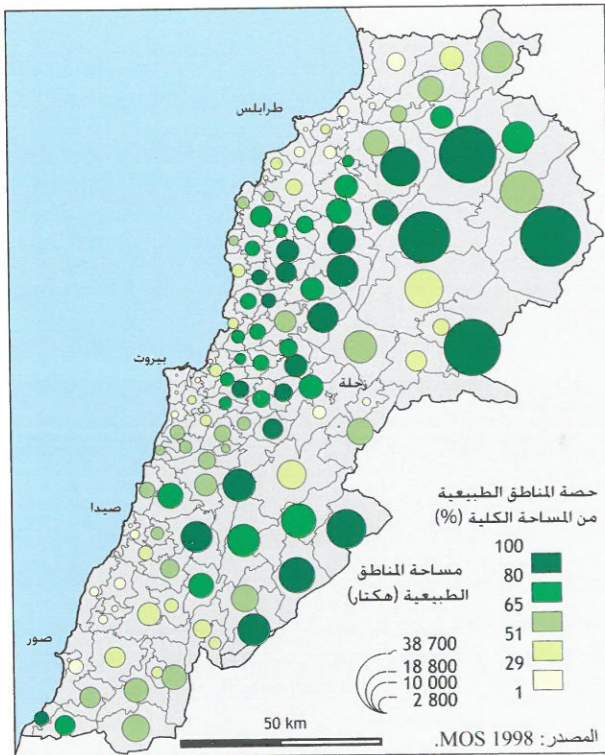 طرابلس
بيروت
زحلة
صيدا
صور
حصة المناطق الطبيعية
من المساحة الكلية (%)
100
80
65
51
29
1
مساحة المناطق
الطبيعية (هكتار)
38 700
18 800
10 000
2 800
50 km
المصدر: MOS 1998.